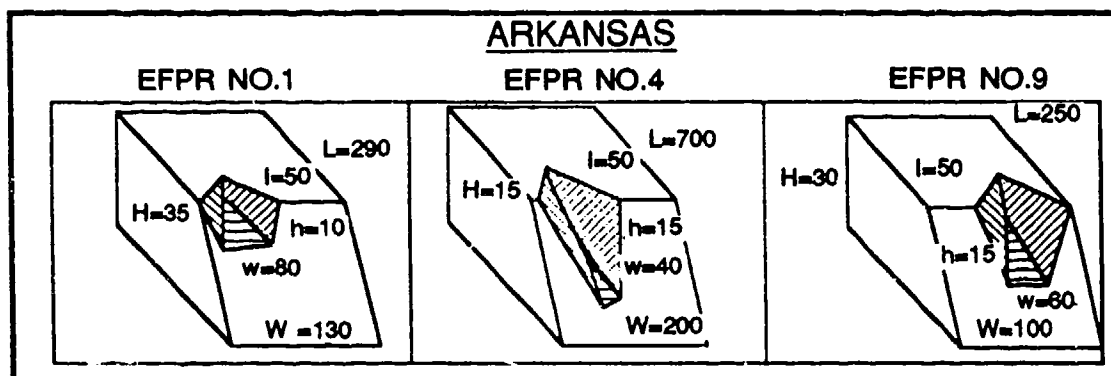 ARKANSAS
EFPR NO.1
EFPR NO.4
EFPR NO.9
L=290
l=50
H=35
h=10
w=80
W =130
L=700
l=50
H=15
h=15
w=40
W=200
L=250
l=50
H=30
h=15
w=60
W=100